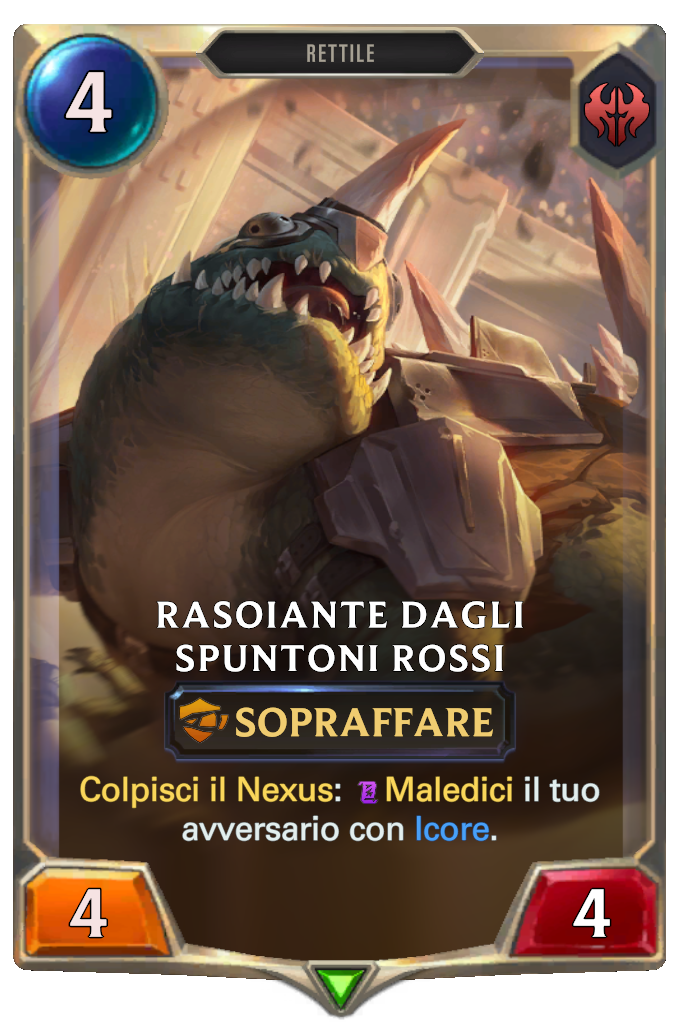 RETTILE
4
RASOIANTE DAGLI
SPUNTONI ROSSI
SOPRAFFARE
Colpisci il Nexus: Maledici il tuo
avversario con Icore.
4
4